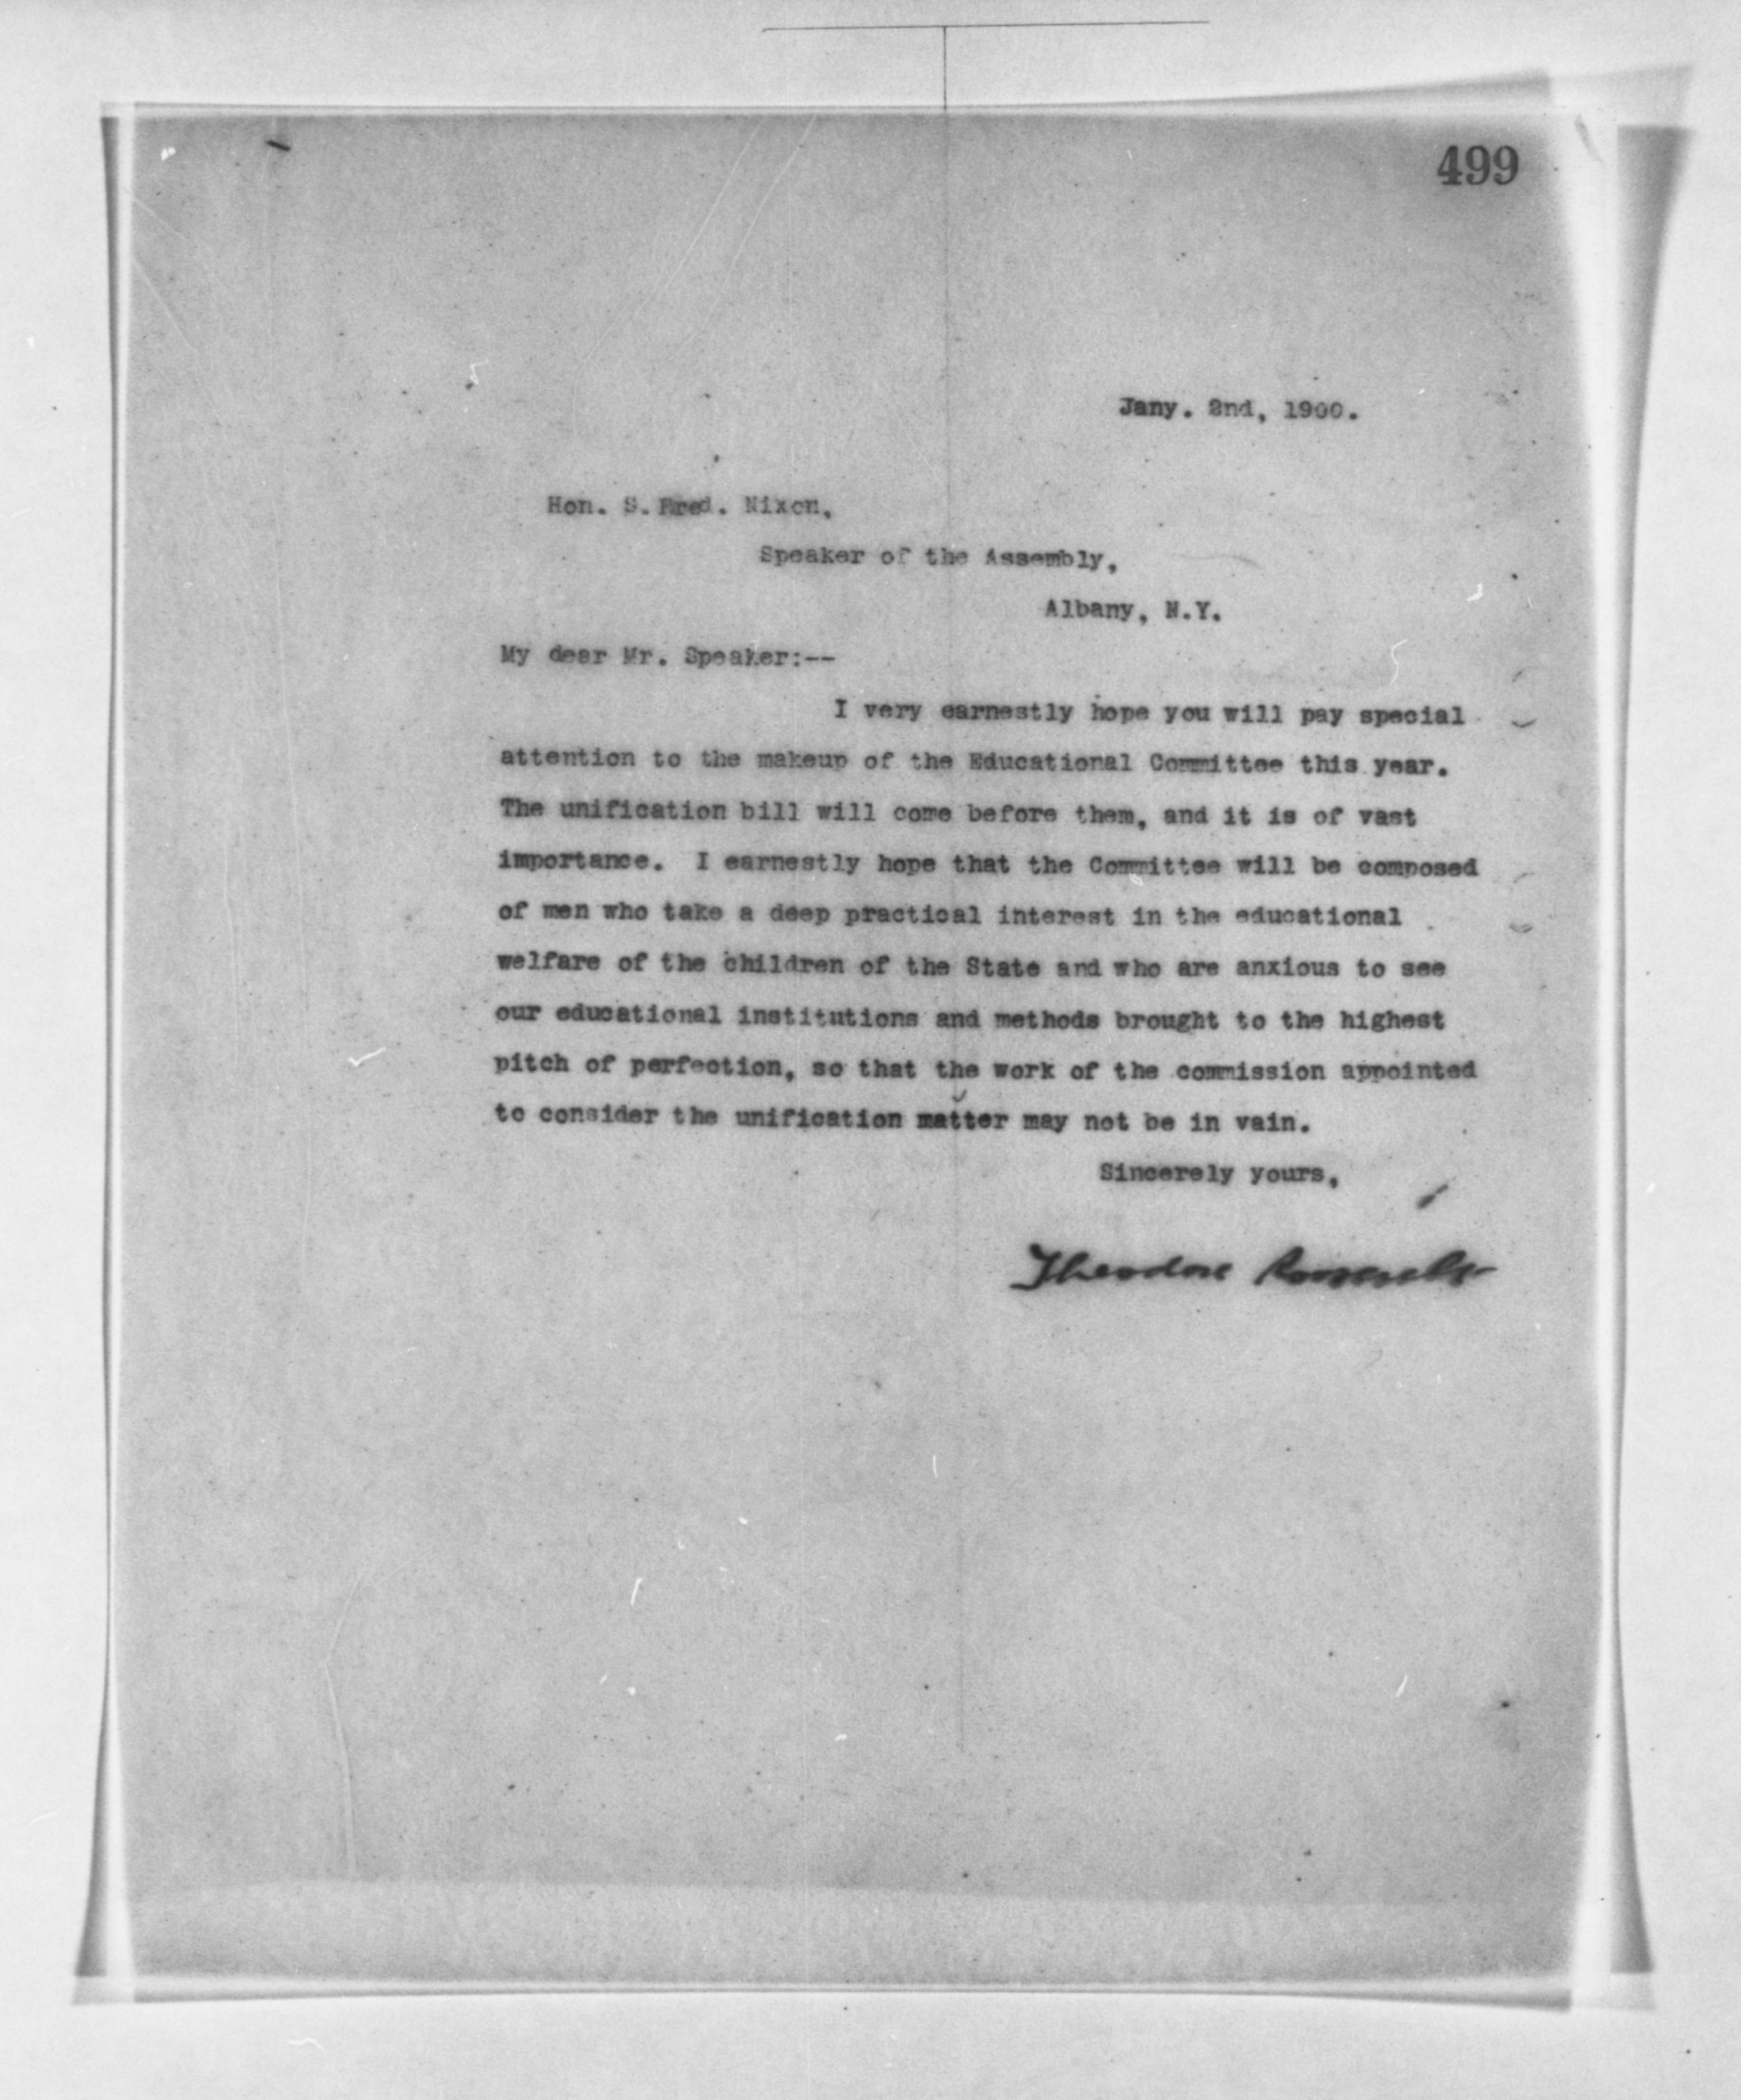 499
Jany. 2nd, 1900.
Hon. S. Fred. Nixon,
Speaker of the Assembly,
Albany, N.Y.
My dear Mr. Speaker:--
I very earnestly hope you will pay special
attention to the makeup of the Educational Committee this year.
The unification bill will come before them, and it is of vast
importance. I earnestly hope that the Committee will be composed
of men who take a deep practical interest in the educational
welfare of the children of the State and who are anxious to see
our educational institutions and methods brought to the highest
pitch of perfection, so that the work of the commission appointed
to consider the unification matter may not be in vain.
Sincerely yours,
Theodore Roosevelt